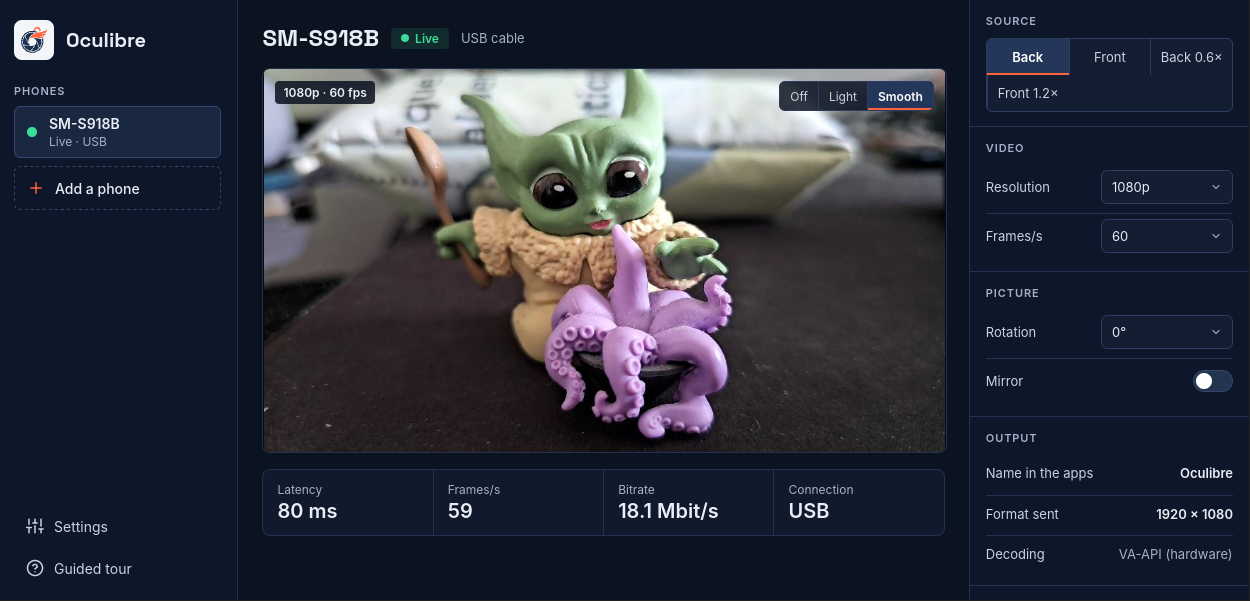 Oculibre
PHONES
SM-S918B
Live · USB
Add a phone
Settings
Guided tour
SM-S918B
Live
USB cable
1080p · 60 fps
Off
Light
Smooth
Latency
80 ms
Frames/s
59
Bitrate
18.1 Mbit/s
Connection
USB
SOURCE
Back
Front
Back 0.6×
Front 1.2×
VIDEO
Resolution
1080p
Frames/s
60
PICTURE
Rotation
0°
Mirror
OUTPUT
Name in the apps
Oculibre
Format sent
1920 × 1080
Decoding
VA-API (hardware)